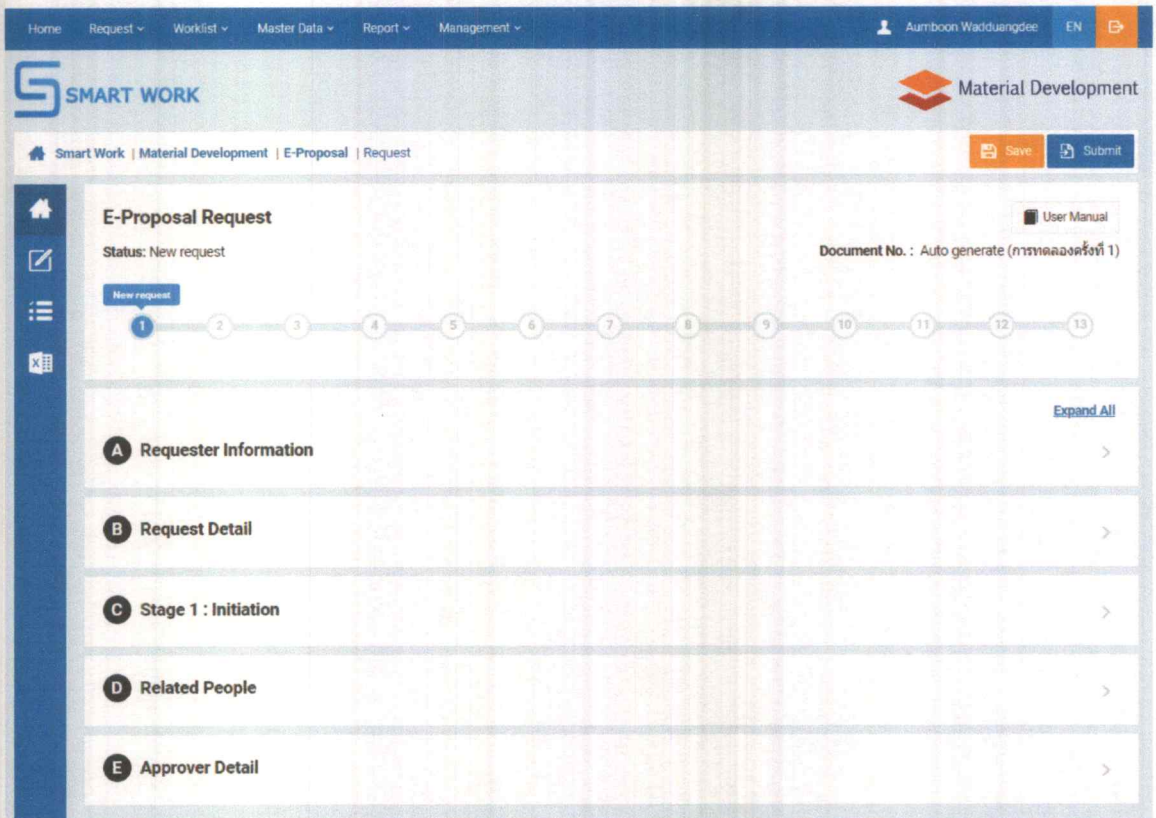 Home Request Worklist Master Data Report Management Aumboon Wadduangdee EN
SMART WORK
Material Development
Smart Work | Material Development | E-Proposal | Request Save Submit
E-Proposal Request User Manual
Status: New request Document No. : Auto generate (การทดลองครั้งที่ 1)
New request
1 2 3 4 5 6 7 8 9 10 11 12 13
Expand All
A Requester Information
B Request Detail
C Stage 1 : Initiation
D Related People
E Approver Detail